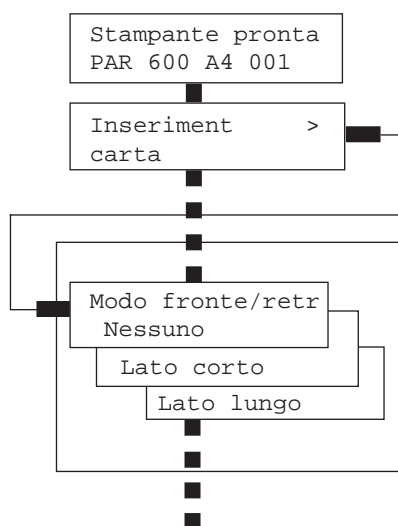 Stampante pronta
PAR 600 A4 001
Inseriment >
carta
Modo fronte/retr
Nessuno
Lato corto
Lato lungo